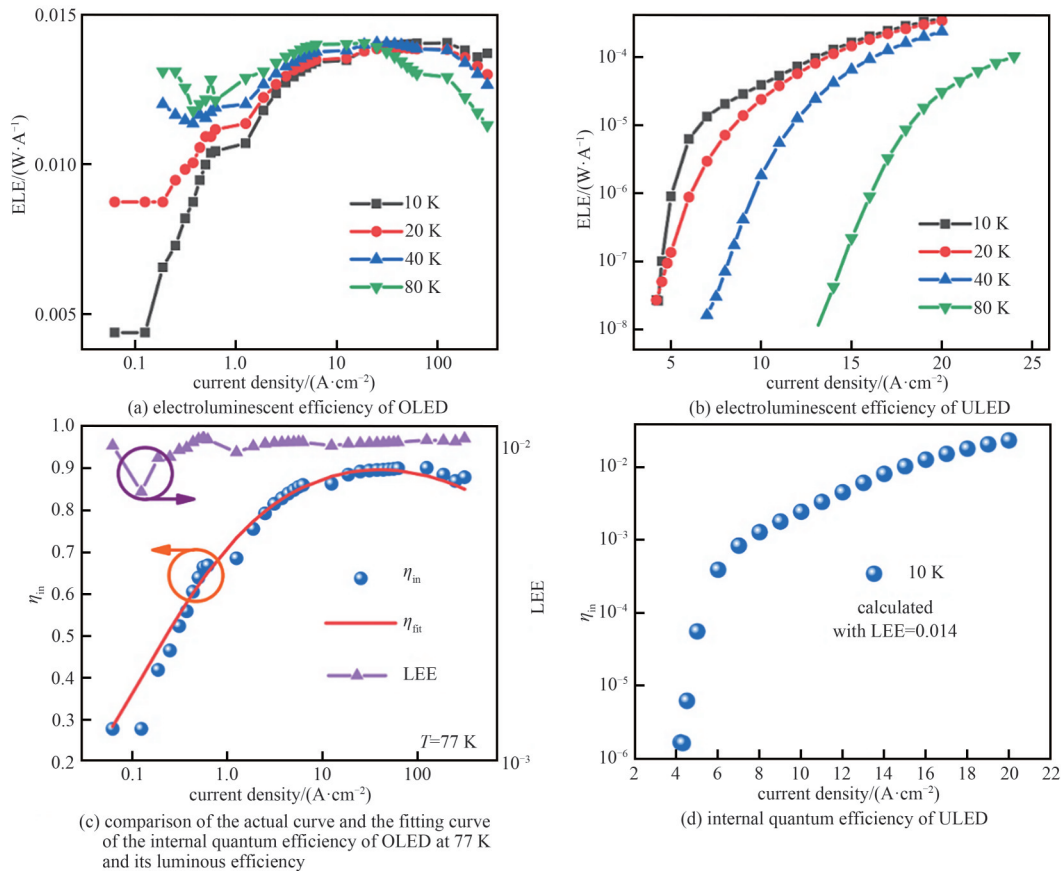 0.015
0.010
0.005
ELE/(W·A⁻¹)
10 K
20 K
40 K
80 K
0.1 1.0 10 100
current density/(A·cm⁻²)
(a) electroluminescent efficiency of OLED
10⁻⁴
10⁻⁵
10⁻⁶
10⁻⁷
10⁻⁸
ELE/(W·A⁻¹)
10 K
20 K
40 K
80 K
5 10 15 20 25
current density/(A·cm⁻²)
(b) electroluminescent efficiency of ULED
1.0
0.9
0.8
0.7
0.6
0.5
0.4
0.3
0.2
ηin
10⁻²
10⁻³
LEE
ηin
ηfit
LEE
T=77 K
0.1 1.0 10 100
current density/(A·cm⁻²)
(c) comparison of the actual curve and the fitting curve
of the internal quantum efficiency of OLED at 77 K
and its luminous efficiency
10⁻²
10⁻³
10⁻⁴
10⁻⁵
10⁻⁶
ηin
10 K
calculated
with LEE=0.014
2 4 6 8 10 12 14 16 18 20 22
current density/(A·cm⁻²)
(d) internal quantum efficiency of ULED